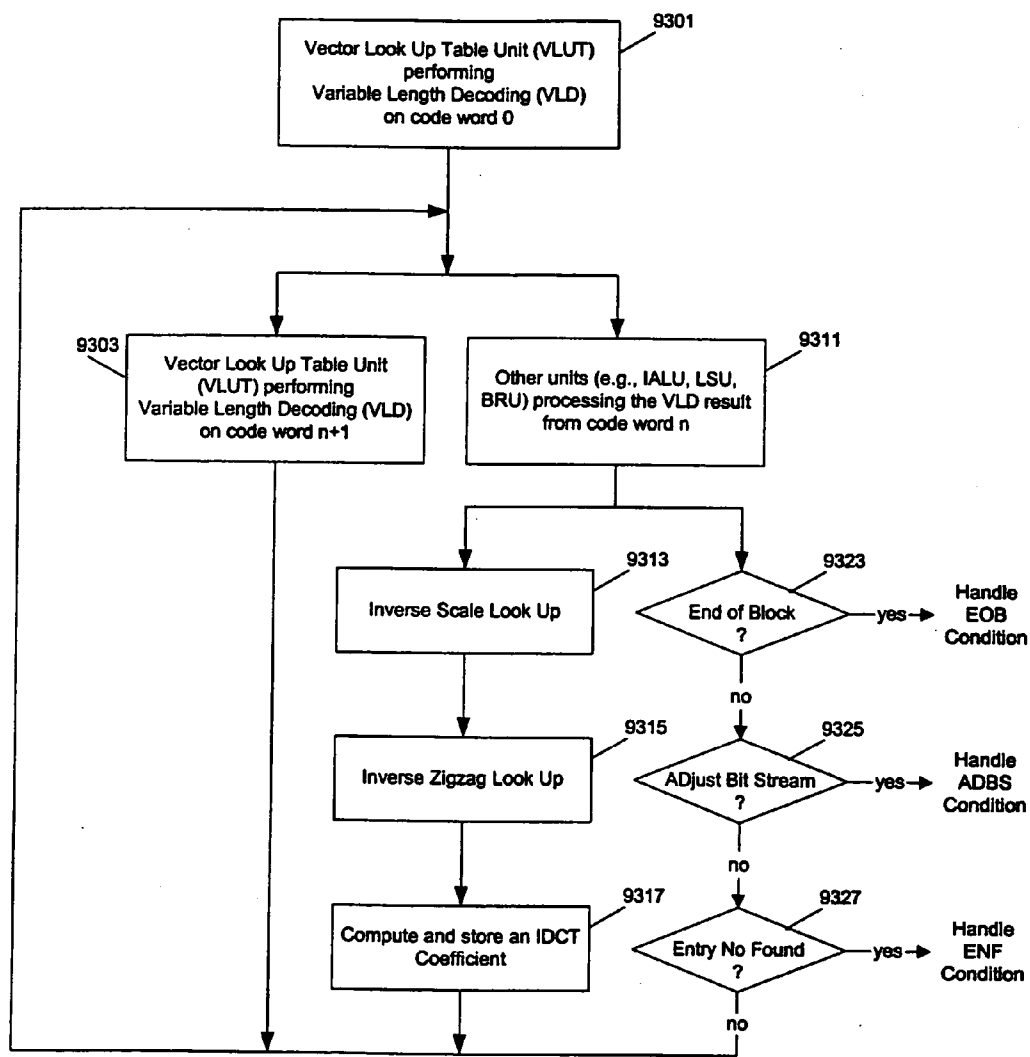 9301
Vector Look Up Table Unit (VLUT)
performing
Variable Length Decoding (VLD)
on code word 0
9303
Vector Look Up Table Unit
(VLUT) performing
Variable Length Decoding (VLD)
on code word n+1
9311
Other units (e.g., IALU, LSU,
BRU) processing the VLD result
from code word n
9313
Inverse Scale Look Up
9323
End of Block
?
yes
Handle
EOB
Condition
no
9315
Inverse Zigzag Look Up
9325
ADjust Bit Stream
?
yes
Handle
ADBS
Condition
no
9317
Compute and store an IDCT
Coefficient
9327
Entry No Found
?
yes
Handle
ENF
Condition
no